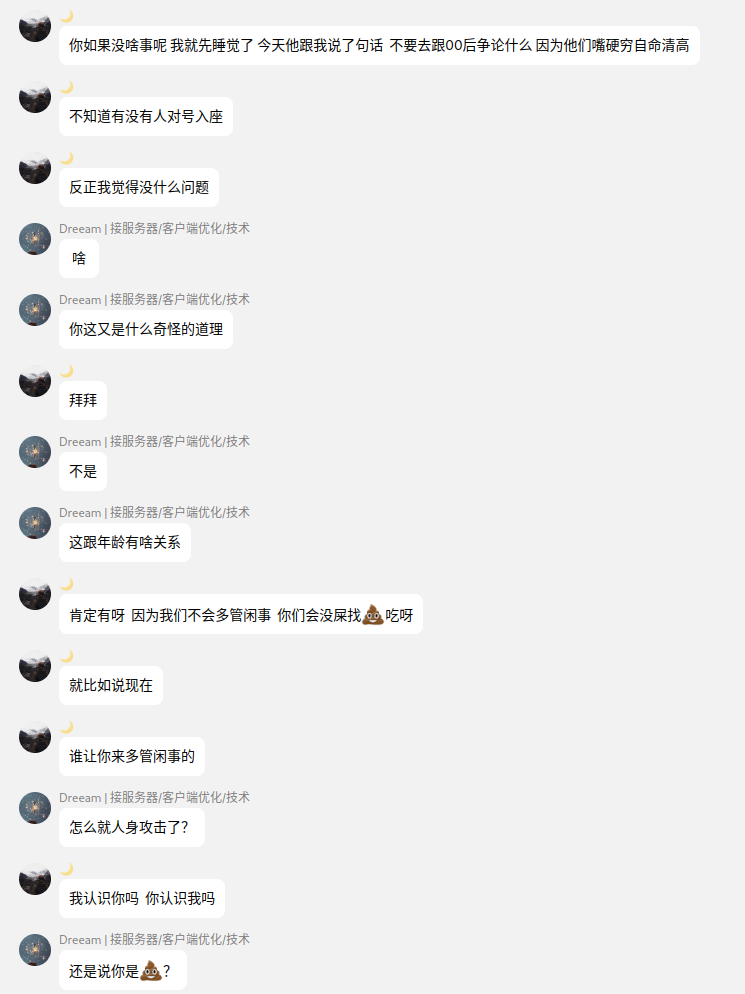 🌙
你如果没啥事呢 我就先睡觉了 今天他跟我说了句话  不要去跟00后争论什么 因为他们嘴硬穷自命清高
🌙
不知道有没有人对号入座
🌙
反正我觉得没什么问题
Dreeam | 接服务器/客户端优化/技术
啥
Dreeam | 接服务器/客户端优化/技术
你这又是什么奇怪的道理
🌙
拜拜
Dreeam | 接服务器/客户端优化/技术
不是
Dreeam | 接服务器/客户端优化/技术
这跟年龄有啥关系
🌙
肯定有呀  因为我们不会多管闲事  你们会没屎找💩吃呀
🌙
就比如说现在
🌙
谁让你来多管闲事的
Dreeam | 接服务器/客户端优化/技术
怎么就人身攻击了？
🌙
我认识你吗  你认识我吗
Dreeam | 接服务器/客户端优化/技术
还是说你是💩？